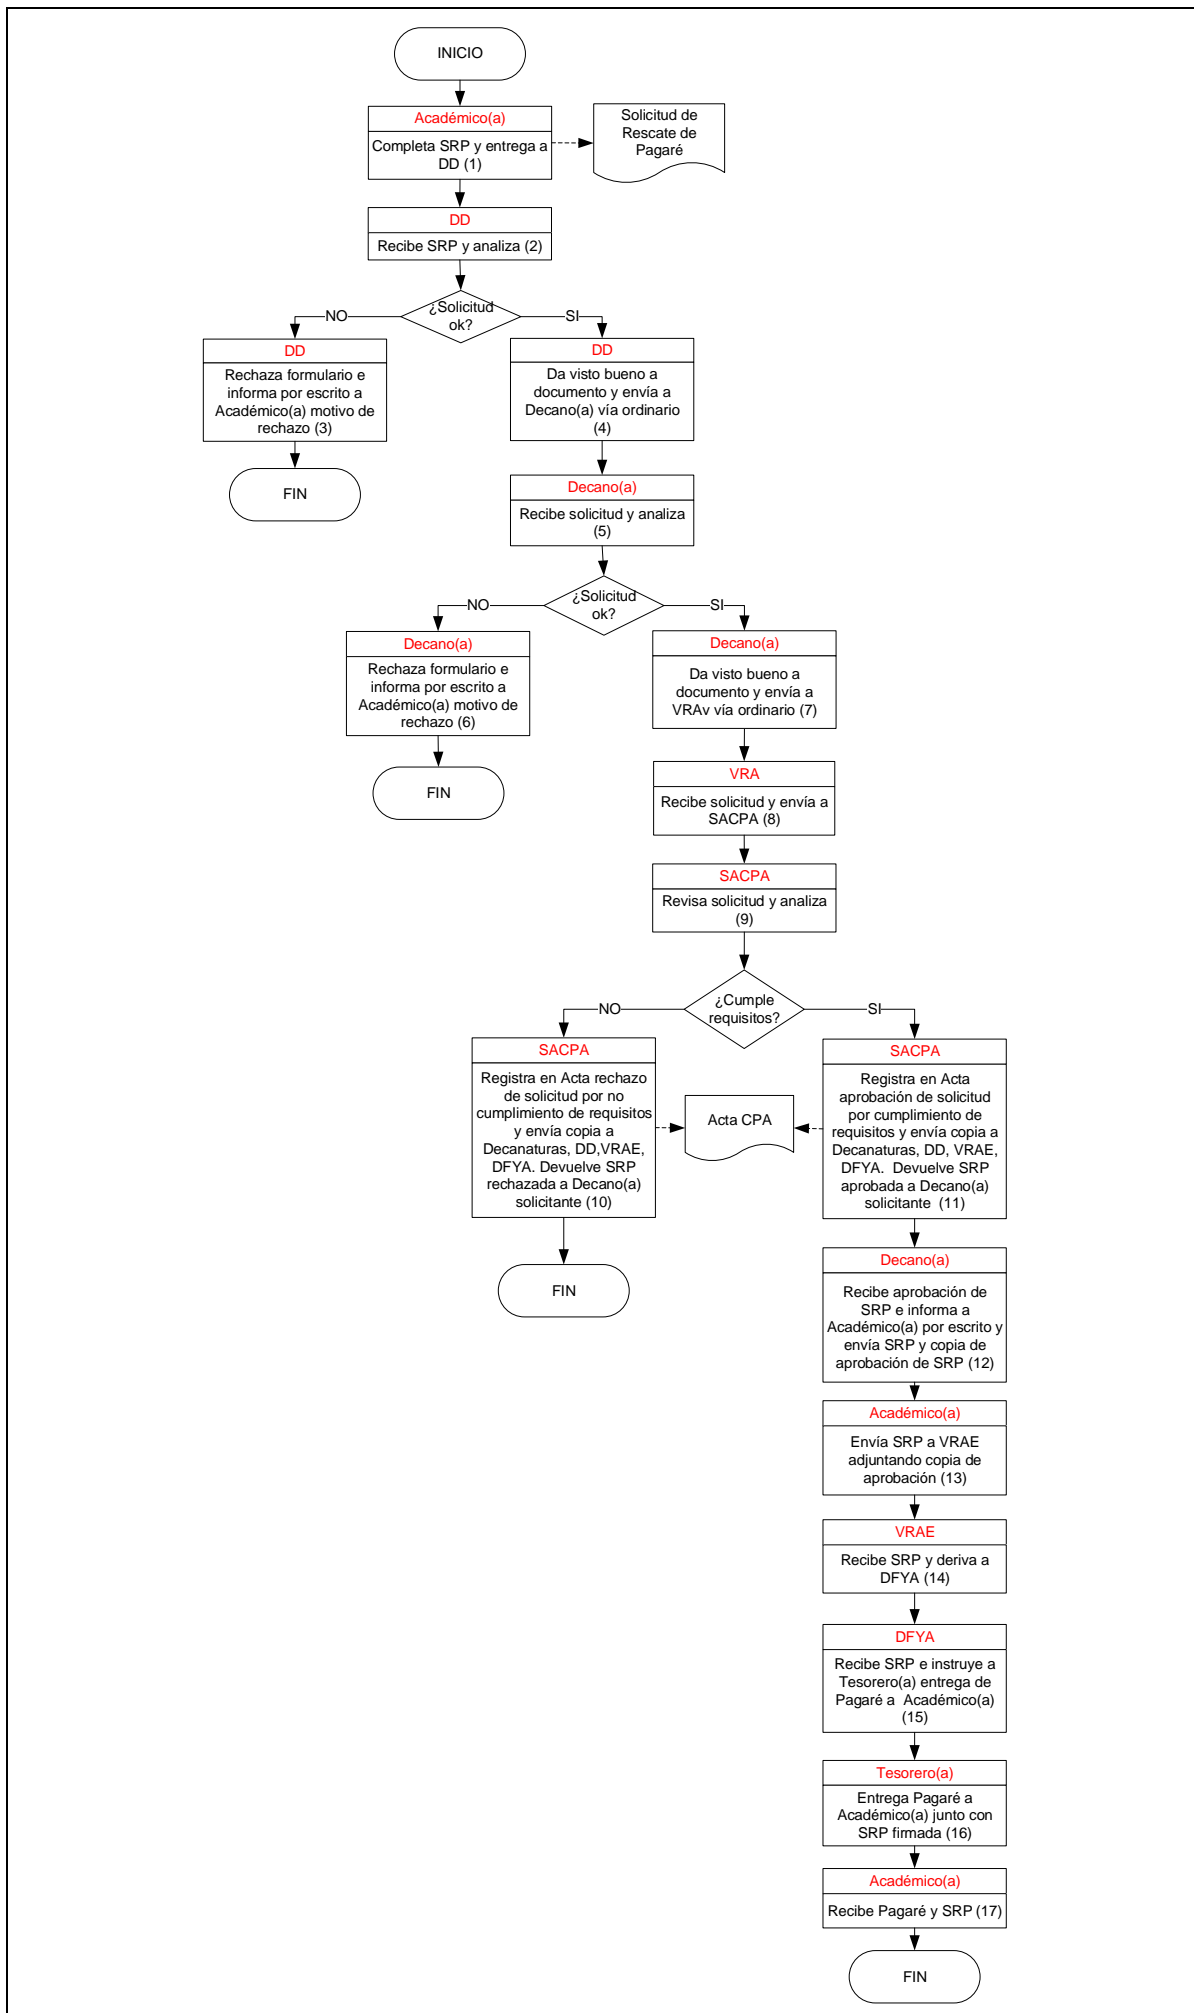 INICIO
Académico(a)
Completa SRP y entrega a
DD (1)
Solicitud de
Rescate de
Pagaré
DD
Recibe SRP y analiza (2)
¿Solicitud
ok?
NO
SI
DD
Rechaza formulario e
informa por escrito a
Académico(a) motivo de
rechazo (3)
FIN
DD
Da visto bueno a
documento y envía a
Decano(a) vía ordinario
(4)
Decano(a)
Recibe solicitud y analiza
(5)
¿Solicitud
ok?
NO
SI
Decano(a)
Rechaza formulario e
informa por escrito a
Académico(a) motivo de
rechazo (6)
FIN
Decano(a)
Da visto bueno a
documento y envía a
VRAv vía ordinario (7)
VRA
Recibe solicitud y envía a
SACPA (8)
SACPA
Revisa solicitud y analiza
(9)
¿Cumple
requisitos?
NO
SI
SACPA
Registra en Acta rechazo
de solicitud por no
cumplimiento de requisitos
y envía copia a
Decanaturas, DD,VRAE,
DFYA. Devuelve SRP
rechazada a Decano(a)
solicitante (10)
FIN
Acta CPA
SACPA
Registra en Acta
aprobación de solicitud
por cumplimiento de
requisitos y envía copia a
Decanaturas, DD, VRAE,
DFYA.  Devuelve SRP
aprobada a Decano(a)
solicitante  (11)
Decano(a)
Recibe aprobación de
SRP e informa a
Académico(a) por escrito y
envía SRP y copia de
aprobación de SRP (12)
Académico(a)
Envía SRP a VRAE
adjuntando copia de
aprobación (13)
VRAE
Recibe SRP y deriva a
DFYA (14)
DFYA
Recibe SRP e instruye a
Tesorero(a) entrega de
Pagaré a  Académico(a)
(15)
Tesorero(a)
Entrega Pagaré a
Académico(a) junto con
SRP firmada (16)
Académico(a)
Recibe Pagaré y SRP (17)
FIN